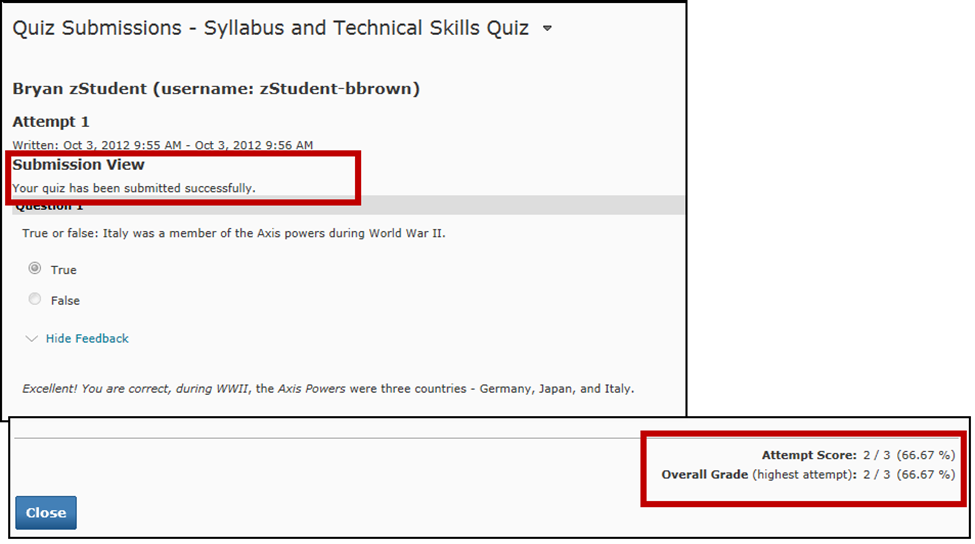 Quiz Submissions - Syllabus and Technical Skills Quiz
Bryan zStudent (username: zStudent-bbrown)
Attempt 1
Written: Oct 3, 2012 9:55 AM - Oct 3, 2012 9:56 AM
Submission View
Your quiz has been submitted successfully.
Question 1
True or false: Italy was a member of the Axis powers during World War II.
True
False
Hide Feedback
Excellent! You are correct, during WWII, the Axis Powers were three countries - Germany, Japan, and Italy.
Attempt Score: 2 / 3 (66.67 %)
Overall Grade (highest attempt): 2 / 3 (66.67 %)
Close